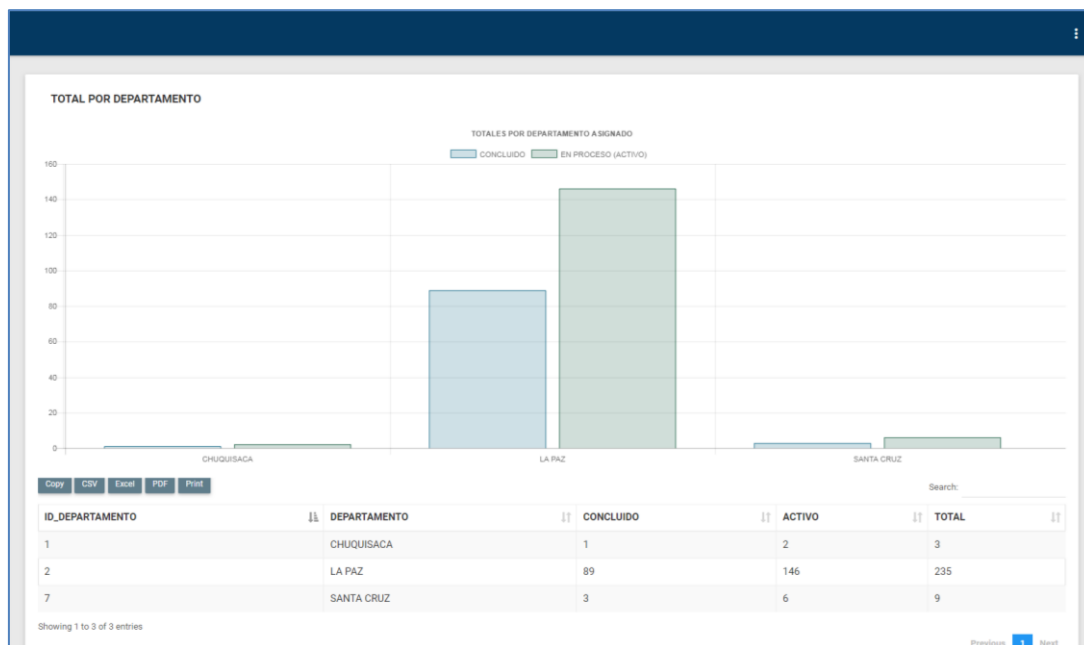 TOTAL POR DEPARTAMENTO
TOTALES POR DEPARTAMENTO ASIGNADO
CONCLUIDO EN PROCESO (ACTIVO)
160
140
120
100
80
60
40
20
0
CHUQUISACA LA PAZ SANTA CRUZ
Copy CSV Excel PDF Print Search:
ID_DEPARTAMENTO DEPARTAMENTO CONCLUIDO ACTIVO TOTAL
1 CHUQUISACA 1 2 3
2 LA PAZ 89 146 235
7 SANTA CRUZ 3 6 9
Showing 1 to 3 of 3 entries
Previous 1 Next